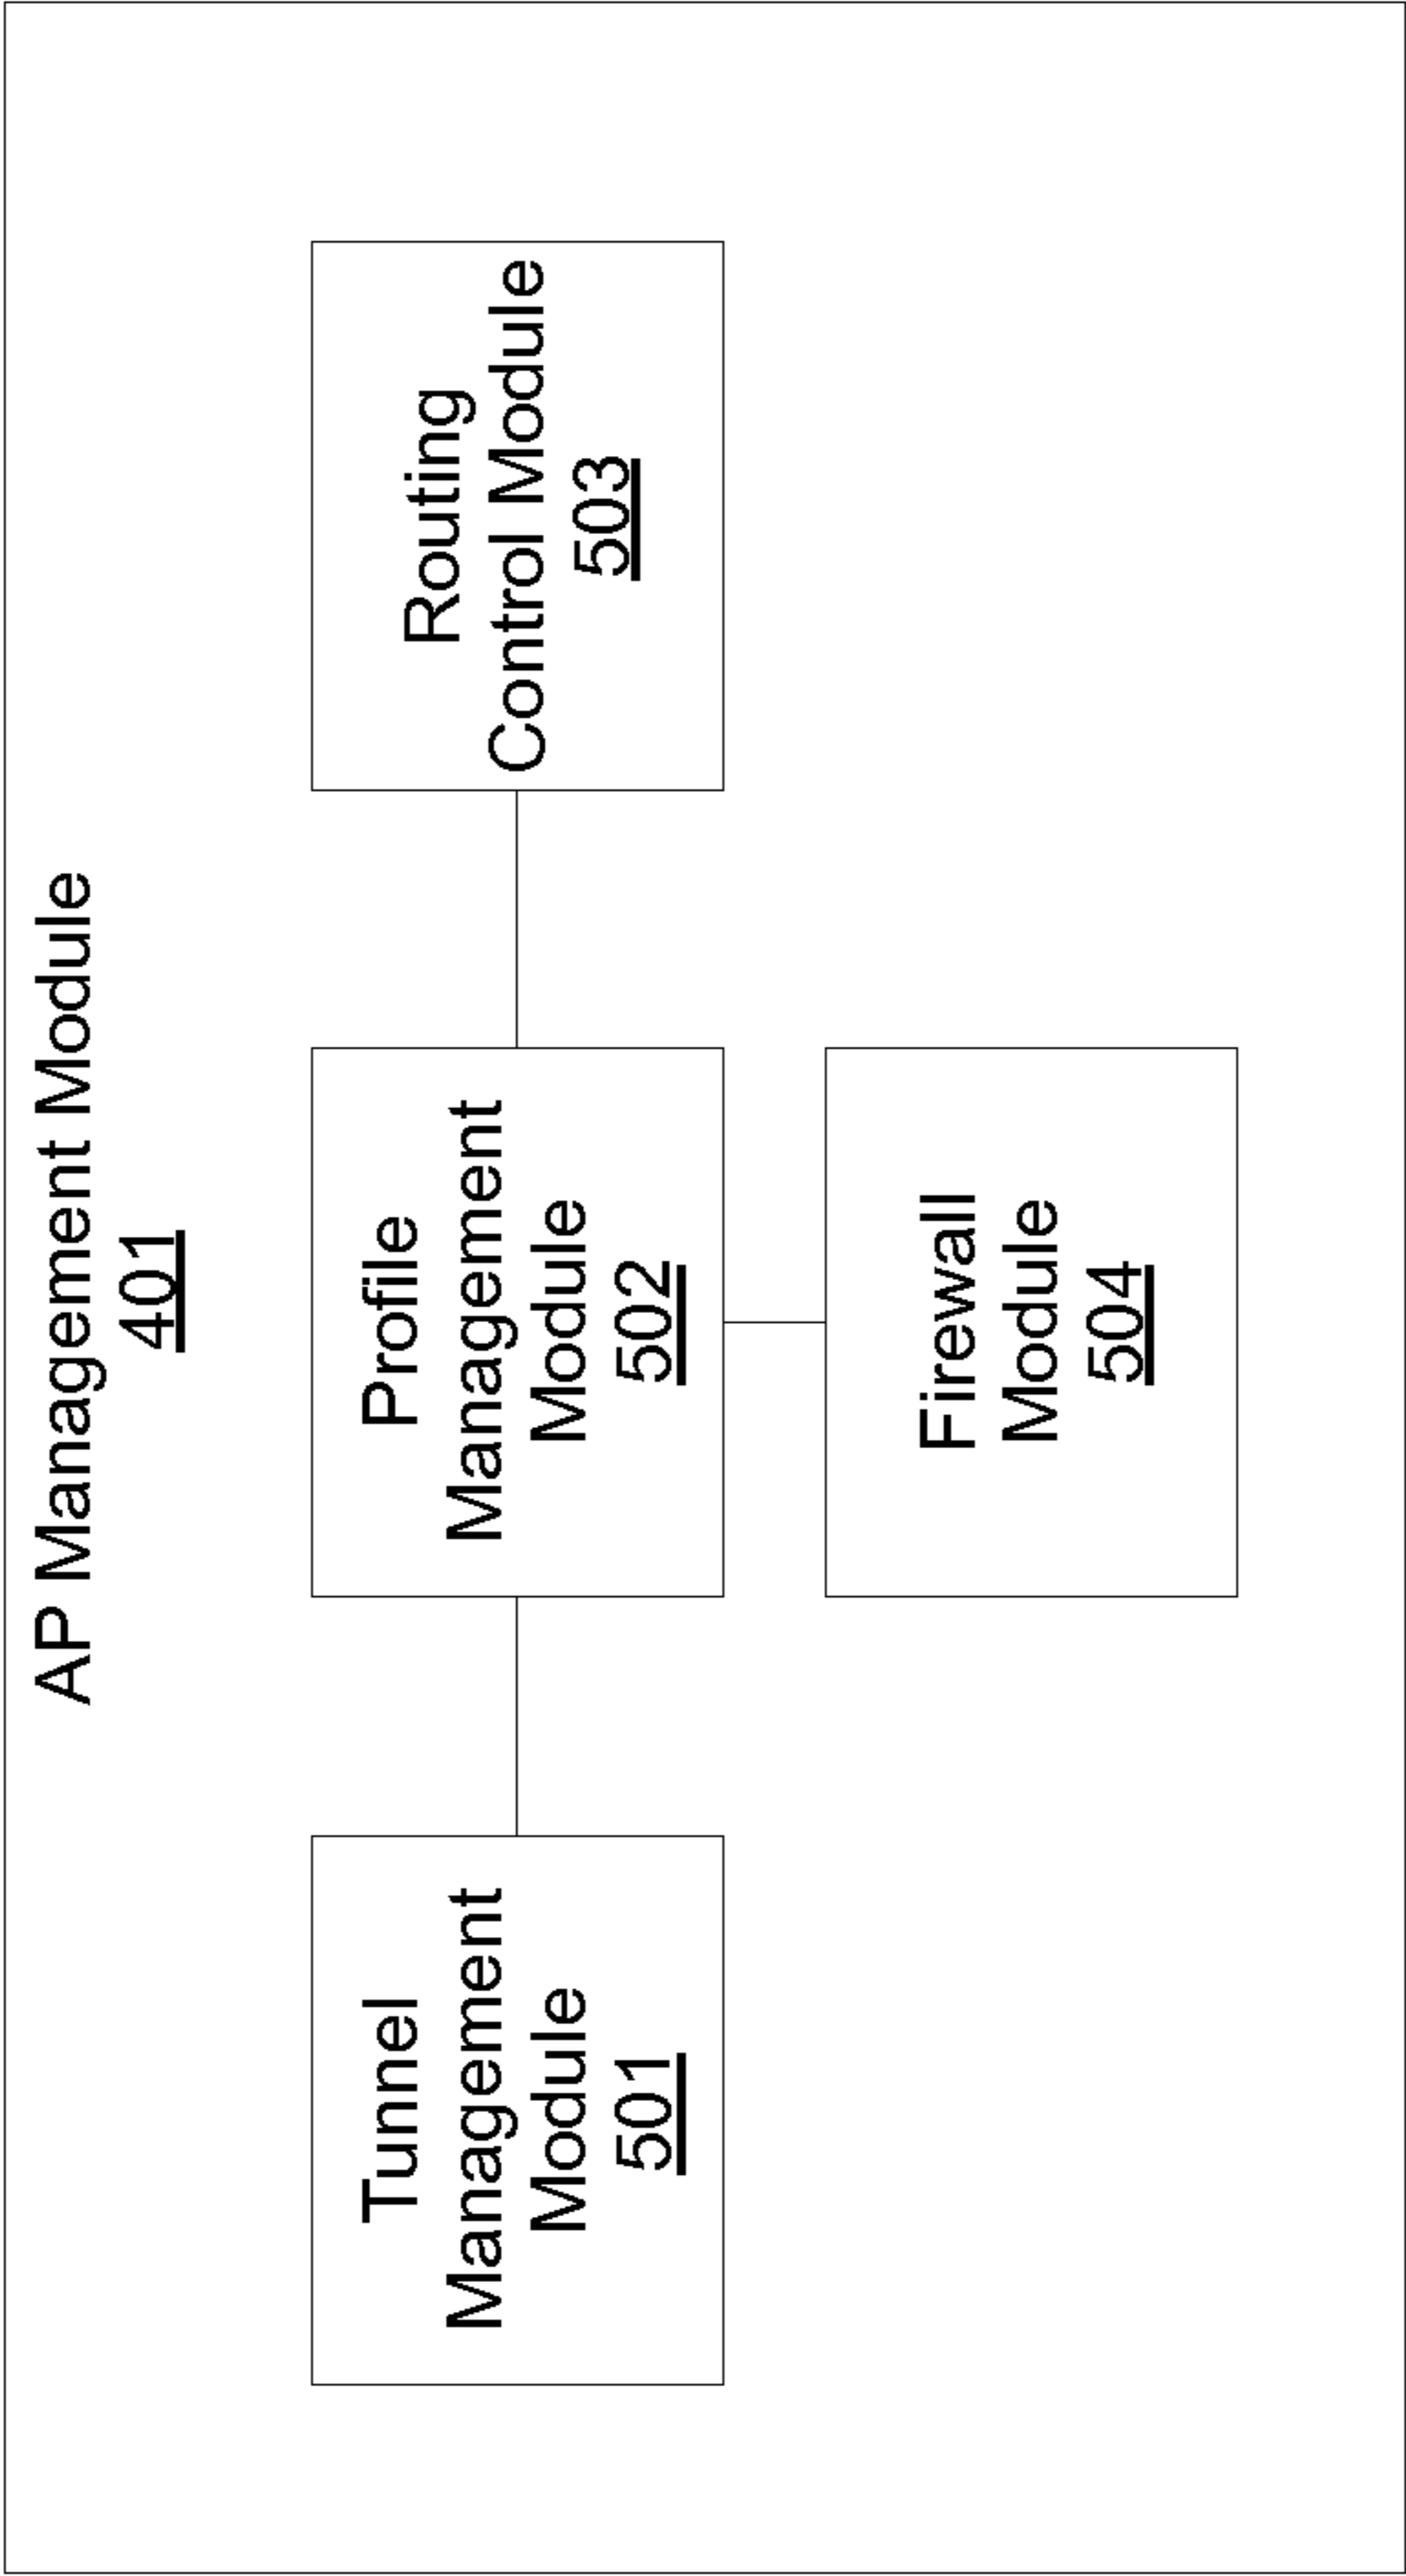 AP Management Module
401
Tunnel
Management
Module
501
Profile
Management
Module
502
Routing
Control Module
503
Firewall
Module
504